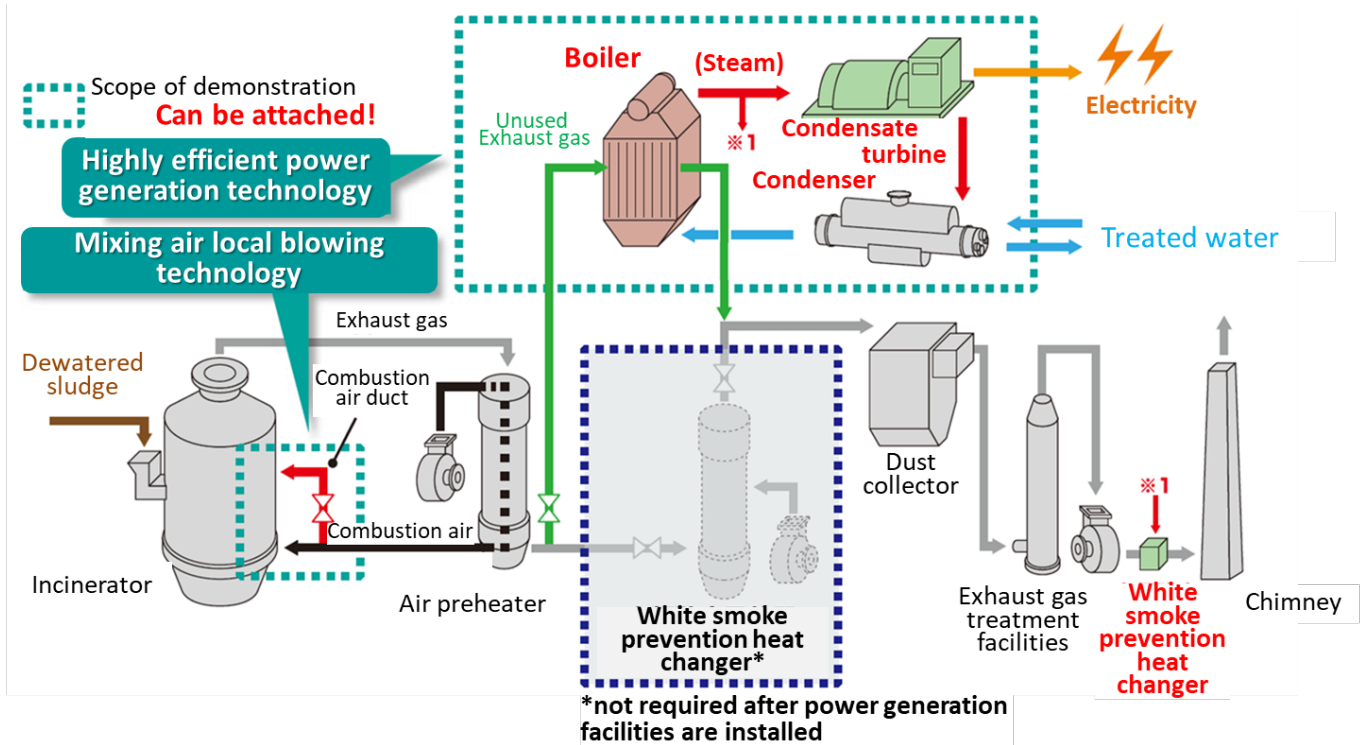 Scope of demonstration
Can be attached!
Highly efficient power
generation technology
Mixing air local blowing
technology
Boiler
(Steam)
Unused
Exhaust gas
※1
Condensate
turbine
Condenser
Electricity
Treated water
Exhaust gas
Dewatered
sludge
Combustion
air duct
Combustion air
Incinerator
Air preheater
White smoke
prevention heat
changer*
*not required after power generation
facilities are installed
Dust
collector
Exhaust gas
treatment
facilities
※1
White
smoke
prevention
heat
changer
Chimney